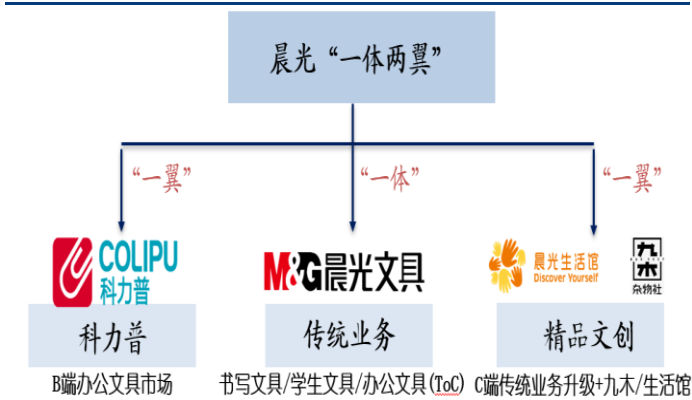 晨光“一体两翼”
“一翼”
“一体”
“一翼”
COLIPU
科力普
M&G晨光文具
晨光生活馆
Discover Yourself
九木
杂物社
科力普
传统业务
精品文创
B端办公文具市场
书写文具/学生文具/办公文具(ToC)
C端传统业务升级+九木/生活馆